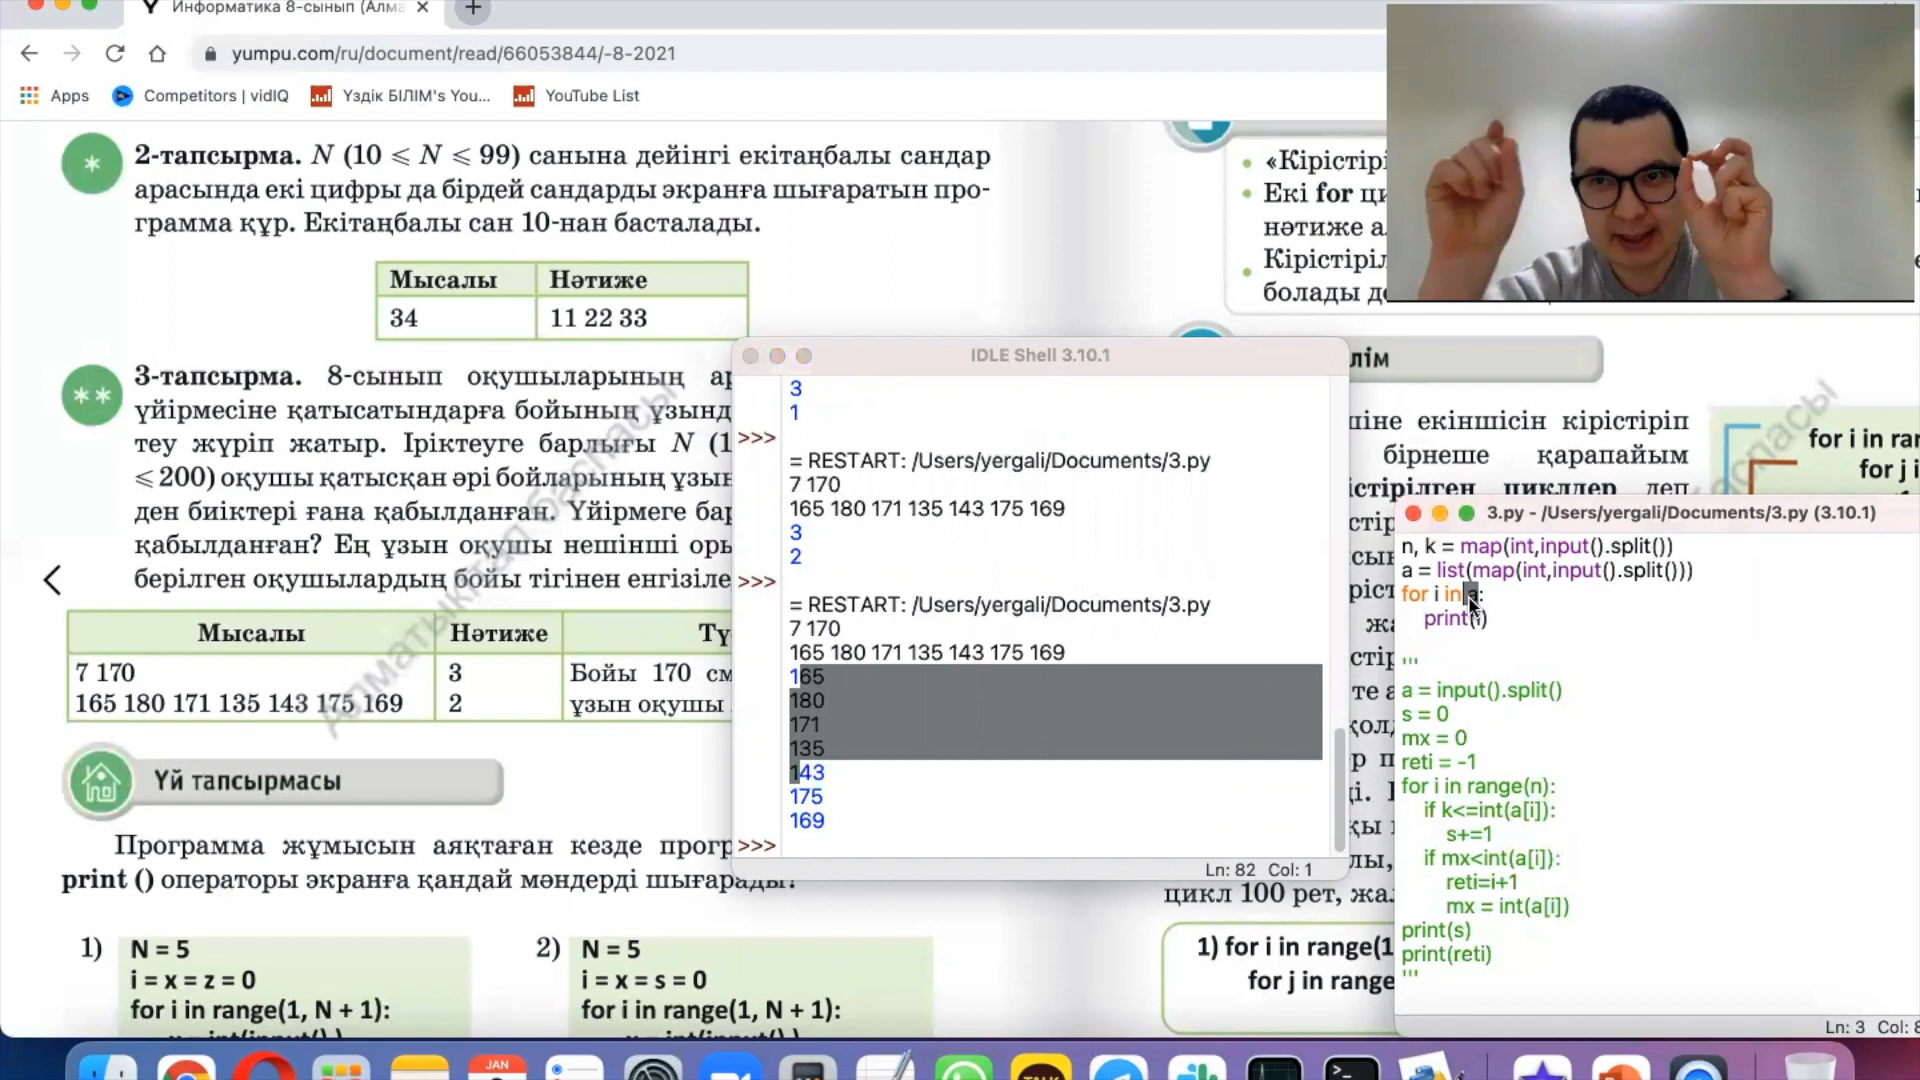 Информатика 8-сынып (Алма
yumpu.com/ru/document/read/66053844/-8-2021
Apps
Competitors | vidIQ
Үздік БІЛІМ's You...
YouTube List
2-тапсырма. N (10 ⩽ N ⩽ 99) санына дейінгі екітаңбалы сандар
арасында екі цифры да бірдей сандарды экранға шығаратын про-
грамма құр. Екітаңбалы сан 10-нан басталады.
Мысалы Нәтиже
34 11 22 33
3-тапсырма. 8-сынып оқушыларының ар
үйірмесіне қатысатындарға бойының ұзынд
теу жүріп жатыр. Іріктеуге барлығы N (1
⩽ 200) оқушы қатысқан әрі бойларының ұзын
ден биіктері ғана қабылданған. Үйірмеге бар
қабылданған? Ең ұзын оқушы нешінші оры
берілген оқушылардың бойы тігінен енгізіле
Мысалы Нәтиже Тү
7 170 3 Бойы 170 см
165 180 171 135 143 175 169 2 ұзын оқушы
Алматыкітап баспасы
Үй тапсырмасы
Программа жұмысын аяқтаған кезде прогр
print () операторы экранға қандай мәндерді шығарады?
1) N = 5
i = x = z = 0
for i in range(1, N + 1):
2) N = 5
i = x = s = 0
for i in range(1, N + 1):
«Кірістірі
Екі for ци
нәтиже а
Кірістіріл
болады д
лім
екіншісін кірістіріп
бірнеше қарапайым
циклдер деп
цикл 100 рет, жа
for i in rar
for j i
1) for i in range(1
for j in range
IDLE Shell 3.10.1
3
1
>>>
= RESTART: /Users/yergali/Documents/3.py
7 170
165 180 171 135 143 175 169
3
2
>>>
= RESTART: /Users/yergali/Documents/3.py
7 170
165 180 171 135 143 175 169
165
180
171
135
143
175
169
>>>
Ln: 82 Col: 1
3.py - /Users/yergali/Documents/3.py (3.10.1)
n, k = map(int,input().split())
a = list(map(int,input().split()))
for i in a:
print(i)
'''
a = input().split()
s = 0
mx = 0
reti = -1
for i in range(n):
if k<=int(a[i]):
s+=1
if mx<int(a[i]):
reti=i+1
mx = int(a[i])
print(s)
print(reti)
'''
Ln: 3 Col: 8
JAN